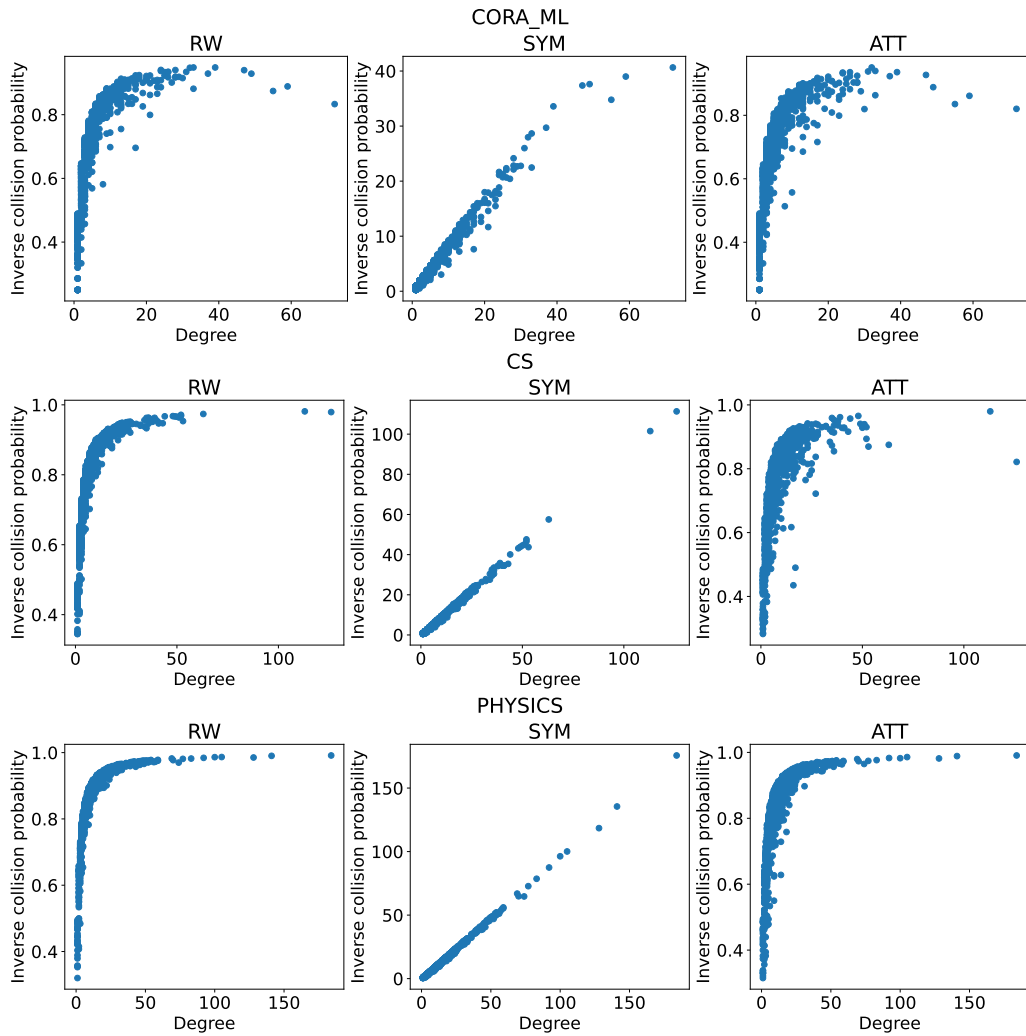 CORA_ML
RW SYM ATT
Inverse collision probability
0.8
0.6
0.4
0 20 40 60
Degree
Inverse collision probability
40
30
20
10
0
0 20 40 60
Degree
Inverse collision probability
0.8
0.6
0.4
0 20 40 60
Degree
CS
RW SYM ATT
Inverse collision probability
1.0
0.8
0.6
0.4
0 50 100
Degree
Inverse collision probability
100
80
60
40
20
0
0 50 100
Degree
Inverse collision probability
1.0
0.8
0.6
0.4
0 50 100
Degree
PHYSICS
RW SYM ATT
Inverse collision probability
1.0
0.8
0.6
0.4
0 50 100 150
Degree
Inverse collision probability
150
100
50
0
0 50 100 150
Degree
Inverse collision probability
1.0
0.8
0.6
0.4
0 50 100 150
Degree